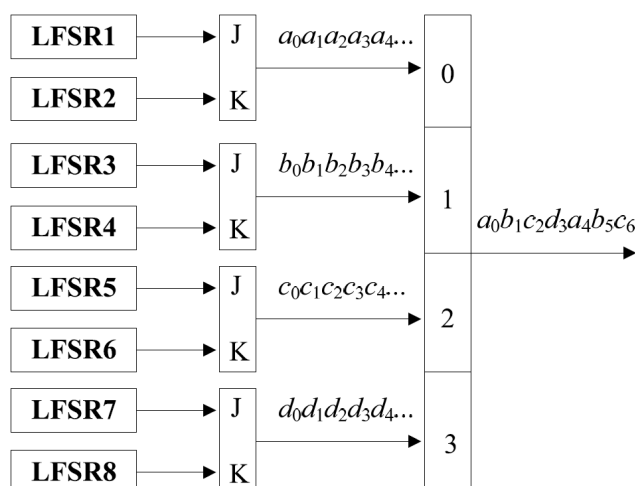 LFSR1
J
a₀a₁a₂a₃a₄...
0
LFSR2
K
LFSR3
J
b₀b₁b₂b₃b₄...
1
LFSR4
K
a₀b₁c₂d₃a₄b₅c₆
LFSR5
J
c₀c₁c₂c₃c₄...
2
LFSR6
K
LFSR7
J
d₀d₁d₂d₃d₄...
3
LFSR8
K